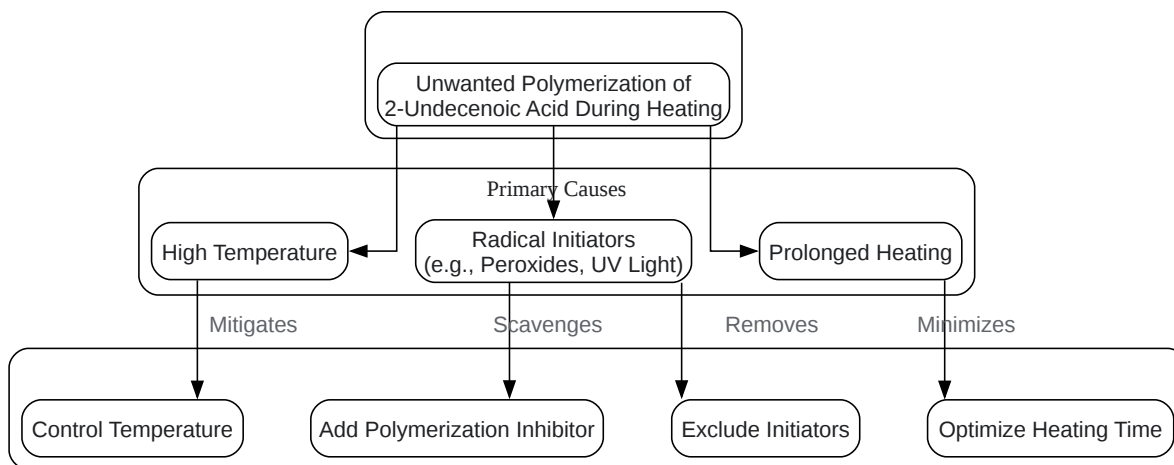 Unwanted Polymerization of
2-Undecenoic Acid During Heating
Primary Causes
High Temperature
Radical Initiators
(e.g., Peroxides, UV Light)
Prolonged Heating
Mitigates
Scavenges
Removes
Minimizes
Control Temperature
Add Polymerization Inhibitor
Exclude Initiators
Optimize Heating Time